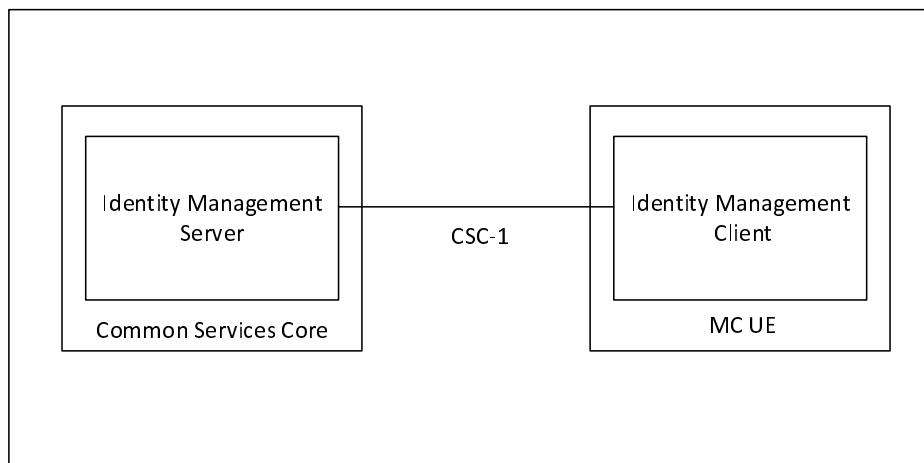 Identity Management
Server
Common Services Core
CSC-1
Identity Management
Client
MC UE